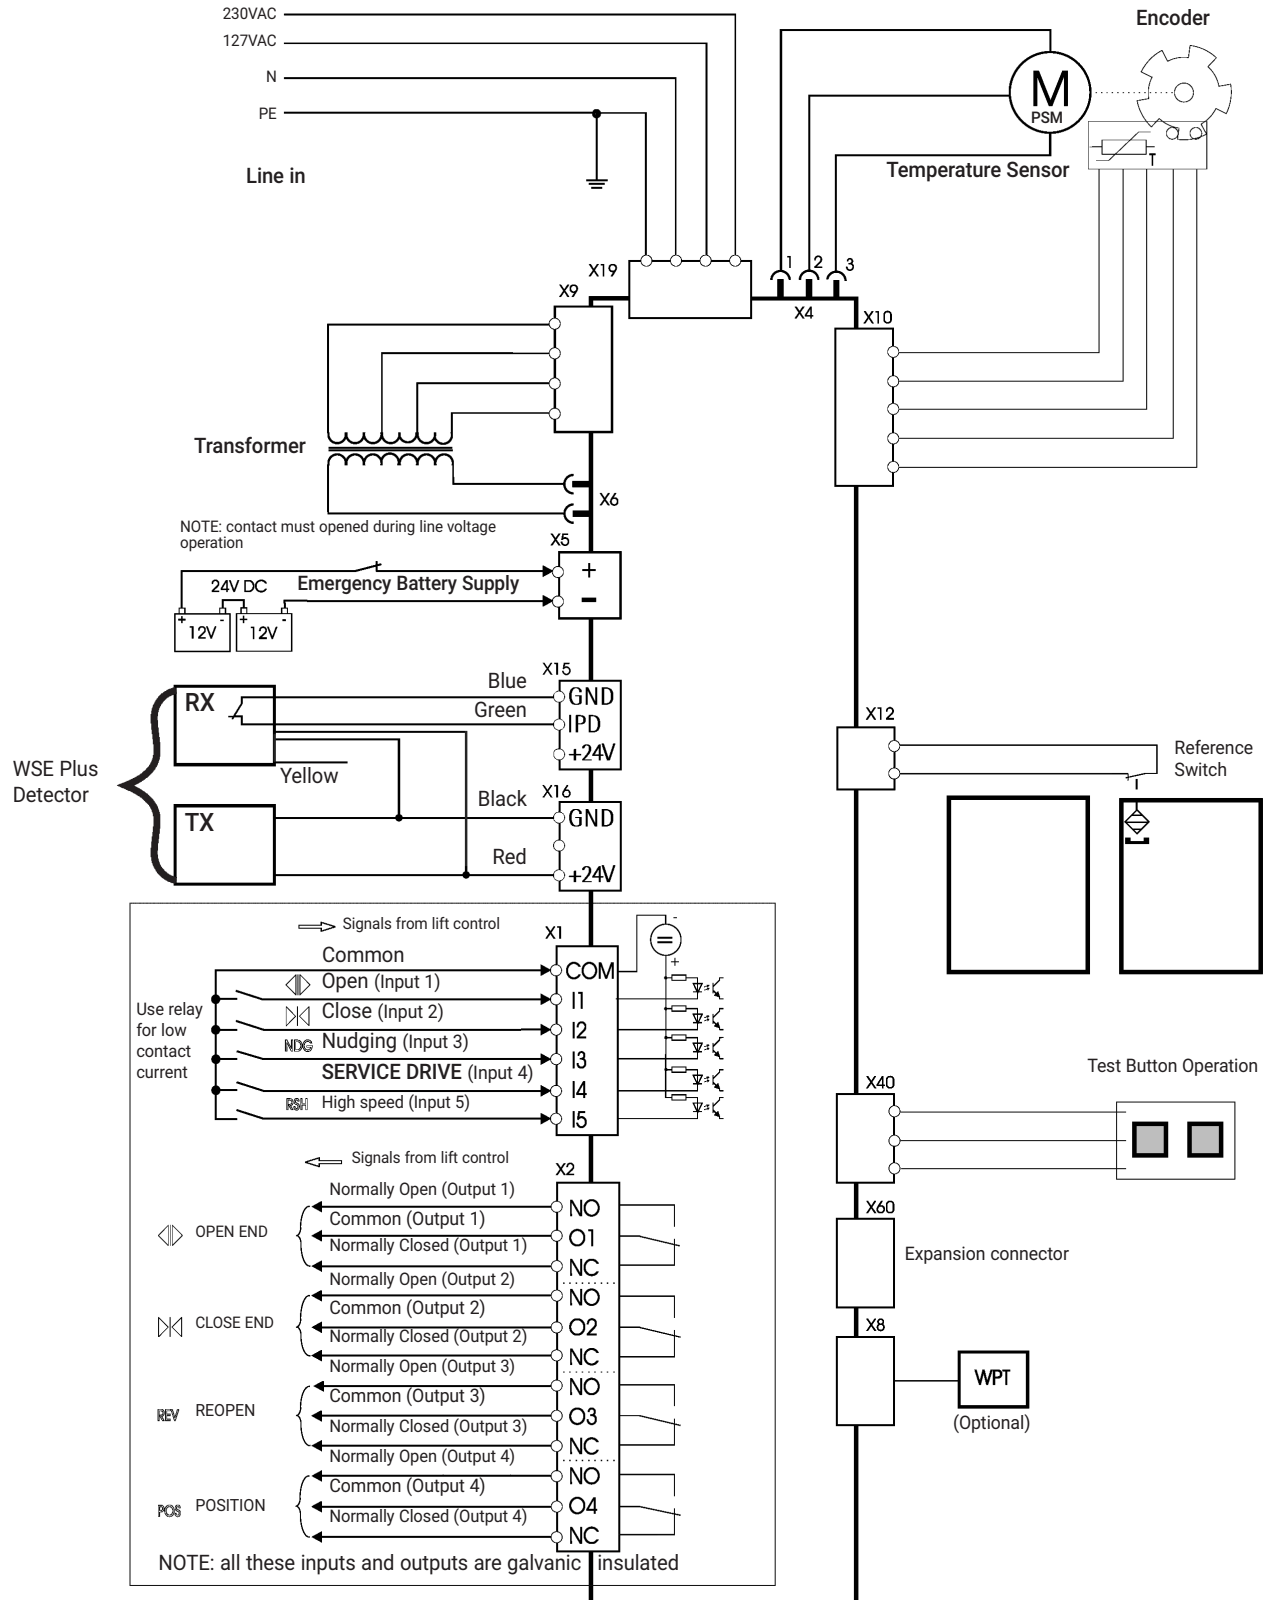 230VAC
127VAC
N
PE
Line in
Encoder
M
PSM
T
Temperature Sensor
X19
1 2 3
X4
X9
X10
Transformer
X6
NOTE: contact must opened during line voltage
operation
X5
+
-
24V DC
Emergency Battery Supply
+ -
12V
+ -
12V
X15
Blue
GND
Green
IPD
+24V
RX
Yellow
WSE Plus
Detector
X16
Black
GND
TX
Red
+24V
X12
Reference
Switch
Signals from lift control
X1
-
=
+
Common
COM
Open (Input 1)
I1
Use relay
for low
contact
current
Close (Input 2)
I2
NDG Nudging (Input 3)
I3
SERVICE DRIVE (Input 4)
I4
RSH High speed (Input 5)
I5
Test Button Operation
X40
Signals from lift control
X2
Normally Open (Output 1)
NO
OPEN END
Common (Output 1)
O1
Normally Closed (Output 1)
NC
Normally Open (Output 2)
NO
CLOSE END
Common (Output 2)
O2
Normally Closed (Output 2)
NC
Normally Open (Output 3)
NO
REV REOPEN
Common (Output 3)
O3
Normally Closed (Output 3)
NC
Normally Open (Output 4)
NO
POS POSITION
Common (Output 4)
O4
Normally Closed (Output 4)
NC
NOTE: all these inputs and outputs are galvanic insulated
X60
Expansion connector
X8
WPT
(Optional)